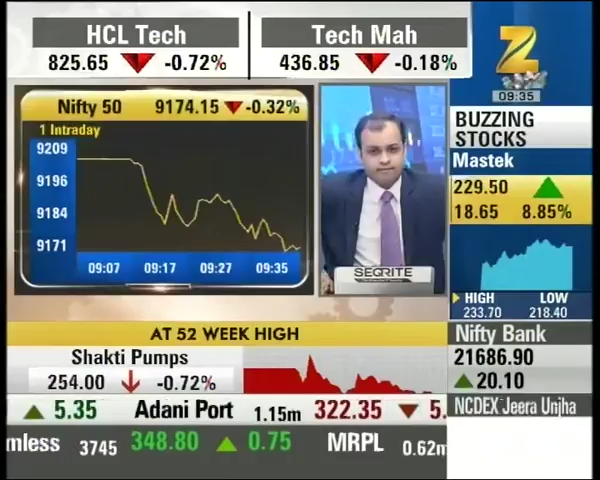 HCL Tech
825.65 -0.72%
Tech Mah
436.85 -0.18%
Z
09:35
Nifty 50 9174.15 -0.32%
1 Intraday
9209
9196
9184
9171
09:07 09:17 09:27 09:35
SEQRITE
BUZZING
STOCKS
Mastek
229.50
18.65 8.85%
HIGH LOW
233.70 218.40
AT 52 WEEK HIGH
Shakti Pumps
254.00 -0.72%
Nifty Bank
21686.90
20.10
NCDEX Jeera Unjha
5.35 Adani Port 1.15m 322.35 5.
mless 3745 348.80 0.75 MRPL 0.62m